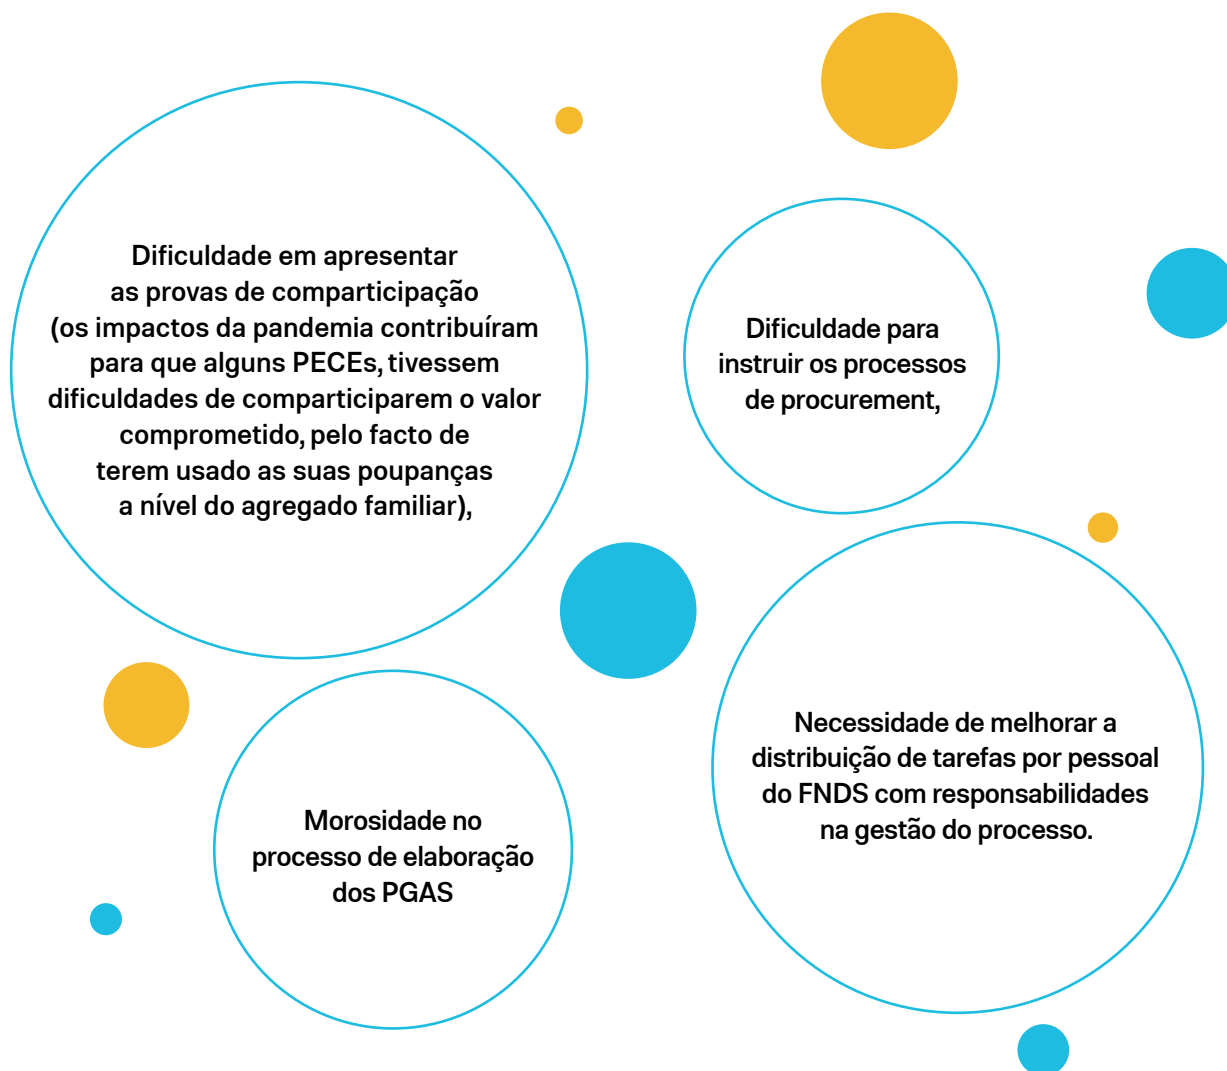 Dificuldade em apresentar
as provas de comparticipação
(os impactos da pandemia contribuíram
para que alguns PECEs, tivessem
dificuldades de comparticiparem o valor
comprometido, pelo facto de
terem usado as suas poupanças
a nível do agregado familiar),
Dificuldade para
instruir os processos
de procurement,
Morosidade no
processo de elaboração
dos PGAS
Necessidade de melhorar a
distribuição de tarefas por pessoal
do FNDS com responsabilidades
na gestão do processo.